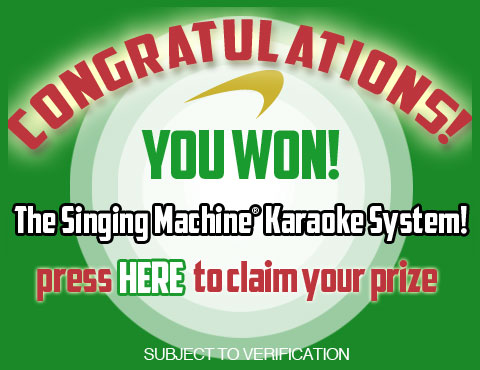 CONGRATULATIONS!
YOU WON!
The Singing Machine® Karaoke System!
press HERE to claim your prize
SUBJECT TO VERIFICATION